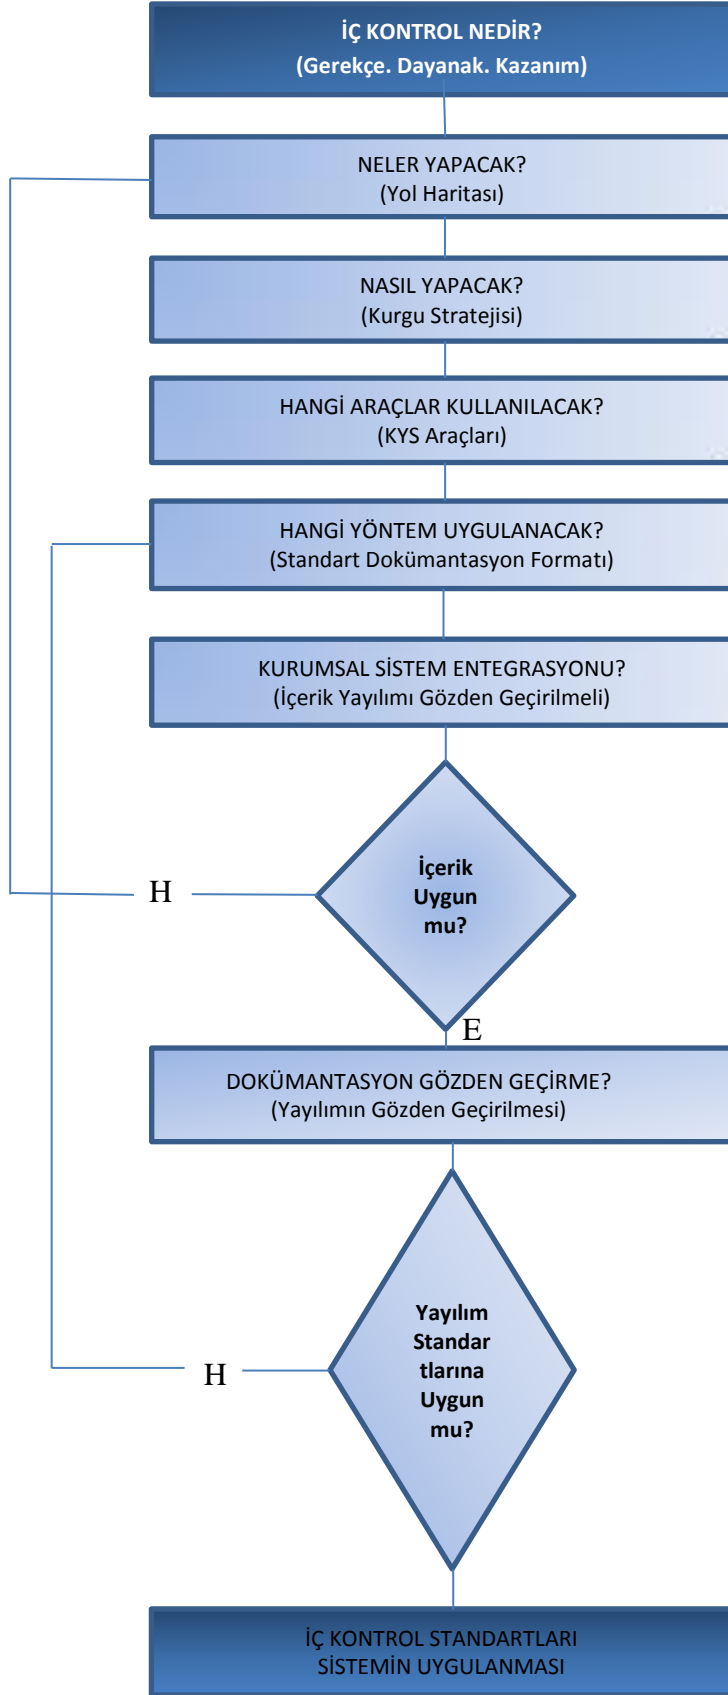 İÇ KONTROL NEDİR?
(Gerekçe. Dayanak. Kazanım)
NELER YAPACAK?
(Yol Haritası)
NASIL YAPACAK?
(Kurgu Stratejisi)
HANGİ ARAÇLAR KULLANILACAK?
(KYS Araçları)
HANGİ YÖNTEM UYGULANACAK?
(Standart Dokümantasyon Formatı)
KURUMSAL SİSTEM ENTEGRASYONU?
(İçerik Yayılımı Gözden Geçirilmeli)
İçerik
Uygun
mu?
H
E
DOKÜMANTASYON GÖZDEN GEÇİRME?
(Yayılımın Gözden Geçirilmesi)
Yayılım
Standar
tlarına
Uygun
mu?
H
İÇ KONTROL STANDARTLARI
SİSTEMİN UYGULANMASI